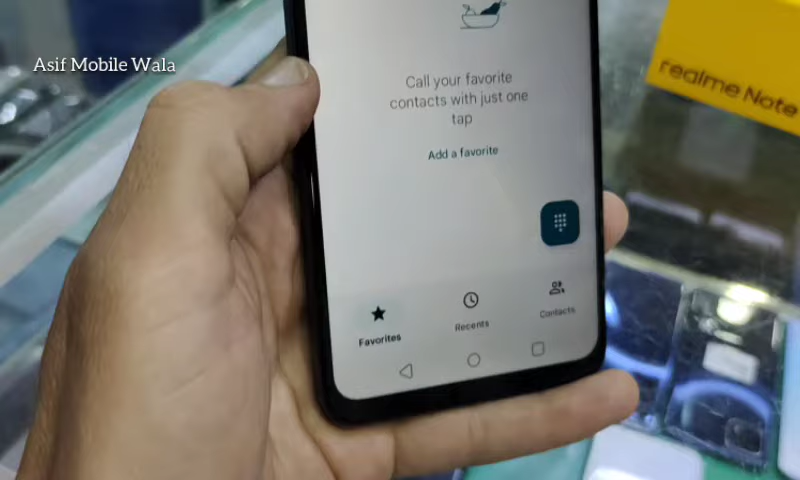 Asif Mobile Wala
realme Note
Call your favorite
contacts with just one
tap
Add a favorite
Favorites
Recents
Contacts